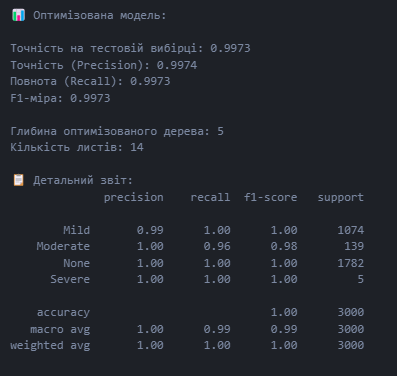 📊 Оптимізована модель:
Точність на тестовій вибірці: 0.9973
Точність (Precision): 0.9974
Повнота (Recall): 0.9973
F1-міра: 0.9973
Глибина оптимізованого дерева: 5
Кількість листів: 14
📋 Детальний звіт:
precision recall f1-score support
Mild 0.99 1.00 1.00 1074
Moderate 1.00 0.96 0.98 139
None 1.00 1.00 1.00 1782
Severe 1.00 1.00 1.00 5
accuracy 1.00 3000
macro avg 1.00 0.99 0.99 3000
weighted avg 1.00 1.00 1.00 3000